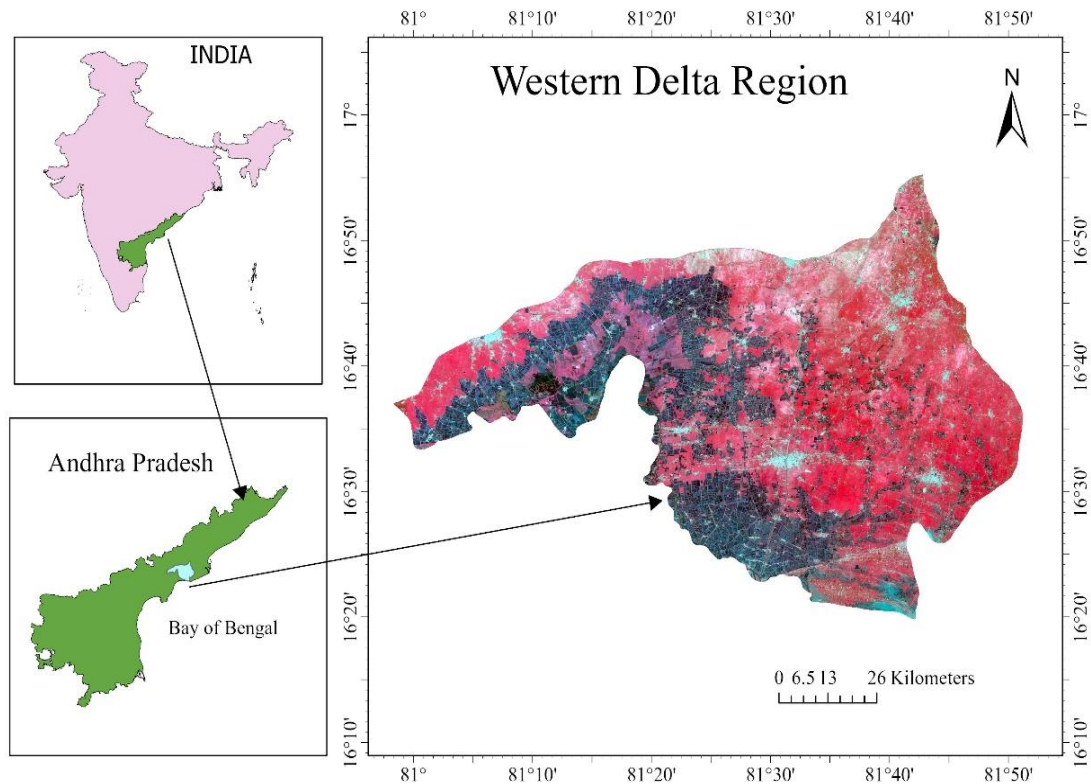 INDIA
Andhra Pradesh
Bay of Bengal
81° 81°10' 81°20' 81°30' 81°40' 81°50'
Western Delta Region
N
17°
16°50'
16°40'
16°30'
16°20'
16°10'
17°
16°50'
16°40'
16°30'
16°20'
16°10'
0 6.5 13 26 Kilometers
81° 81°10' 81°20' 81°30' 81°40' 81°50'